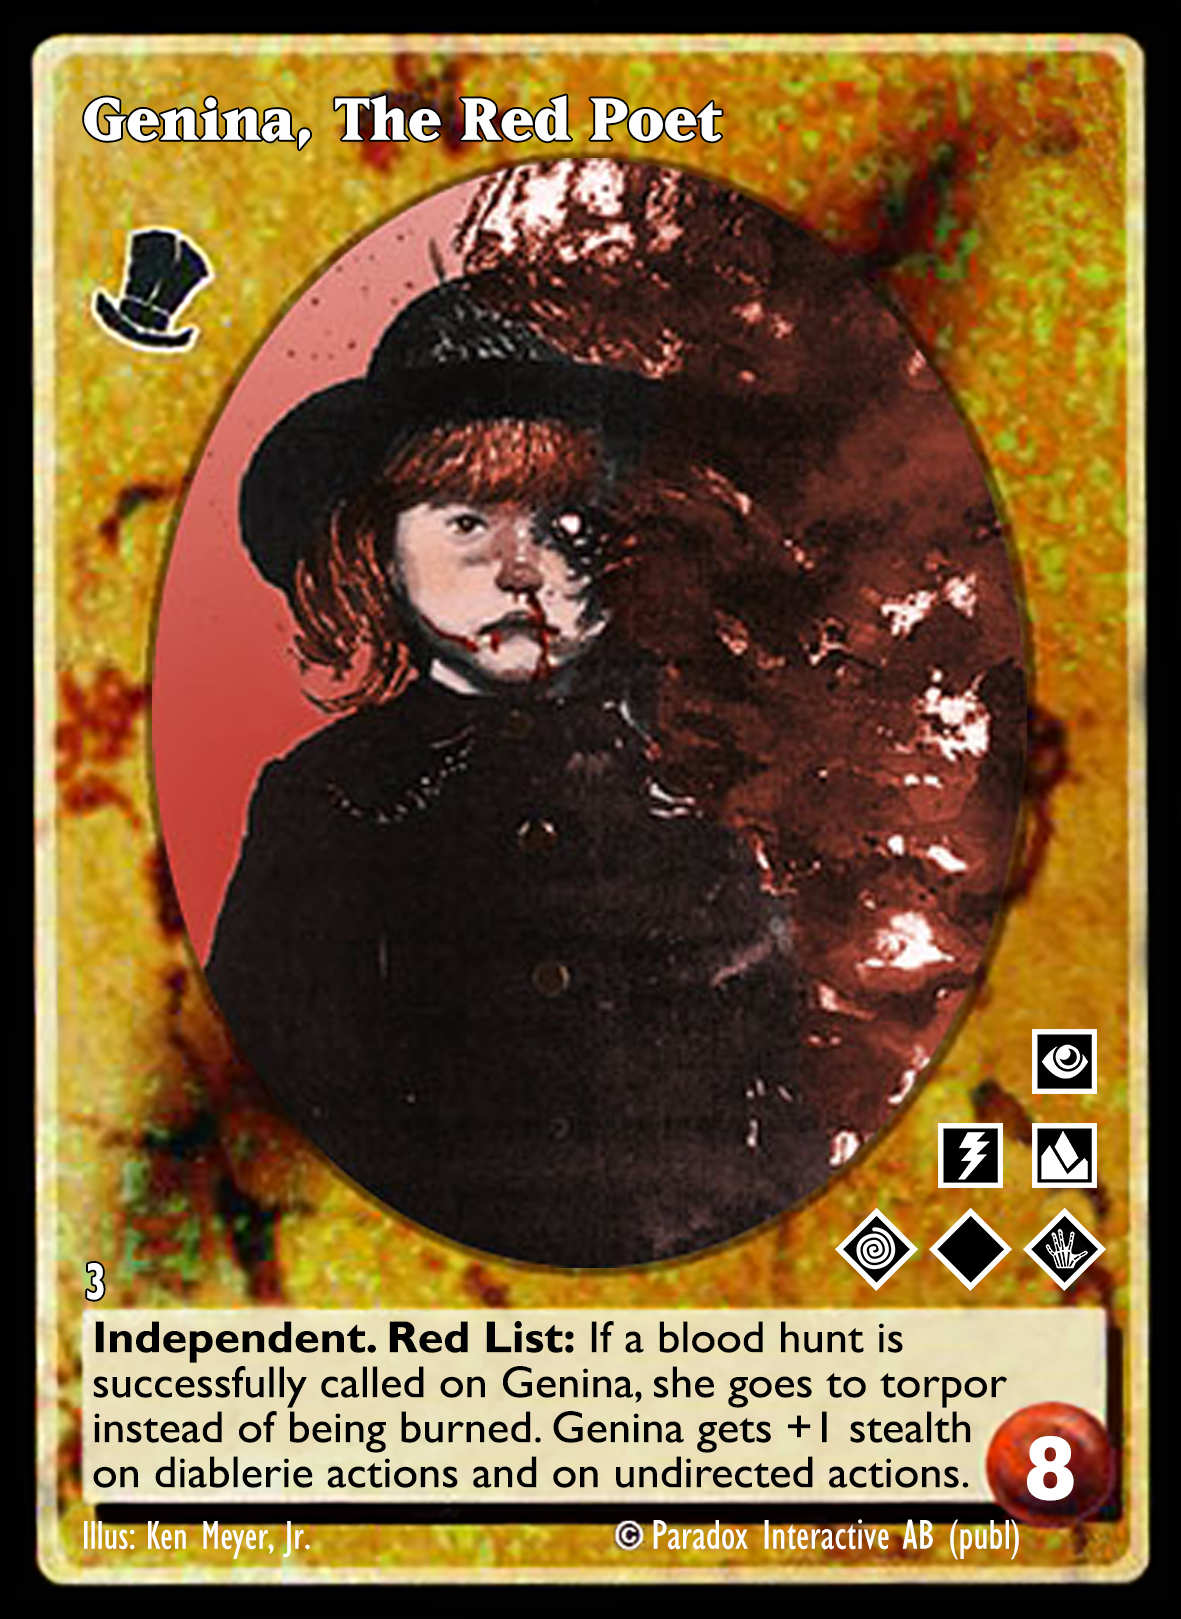 Genina, The Red Poet
3
Independent. Red List: If a blood hunt is
successfully called on Genina, she goes to torpor
instead of being burned. Genina gets +1 stealth
on diablerie actions and on undirected actions.
8
Illus: Ken Meyer, Jr.
© Paradox Interactive AB (publ)